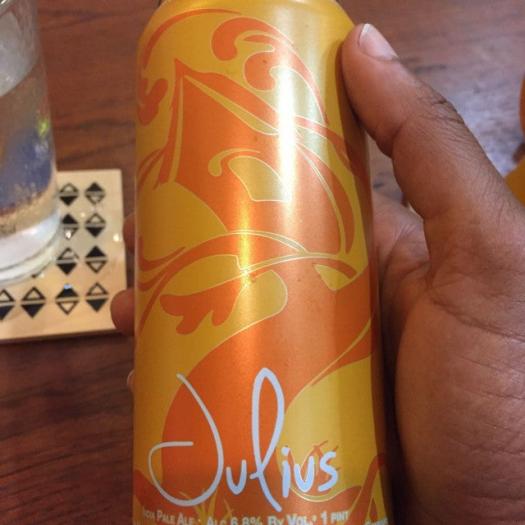 Julius
India Pale Ale • Alc 6.8% By Vol. • 1 pint